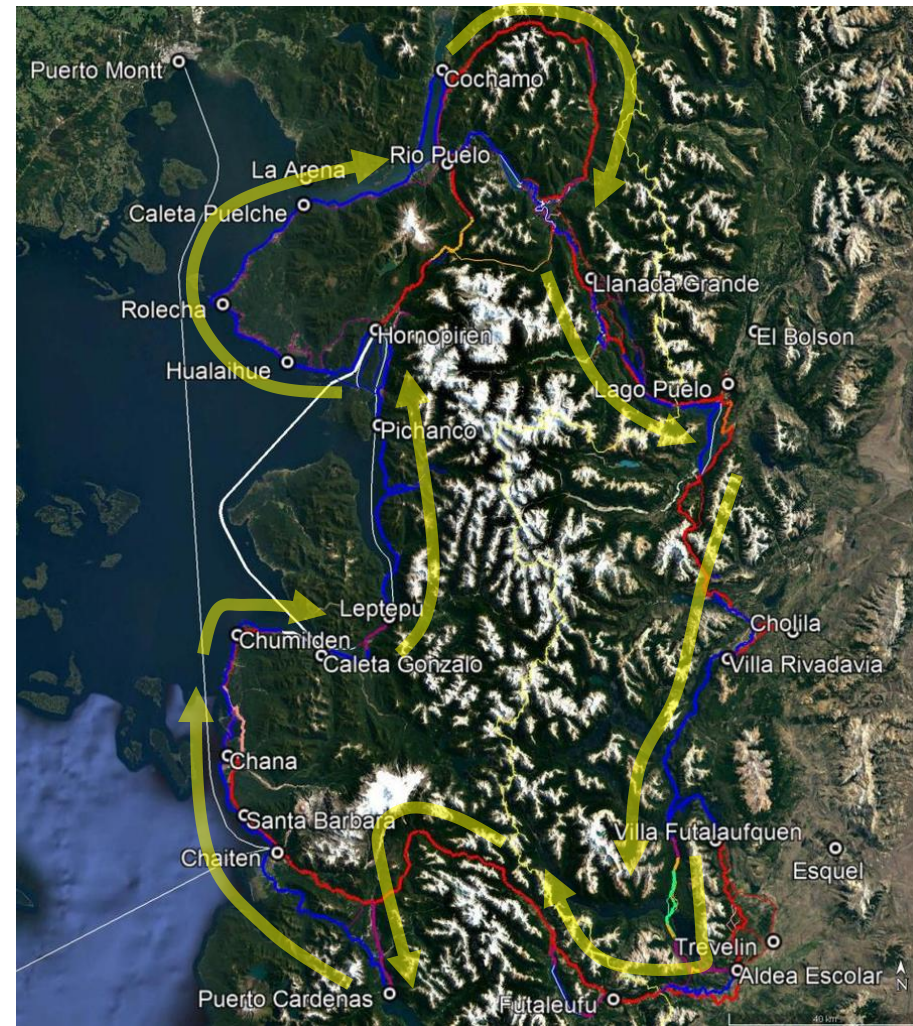 Puerto Montt
Cochamo
Rio Puelo
La Arena
Caleta Puelche
Llanada Grande
Rolecha
Hornopiren
El Bolson
Hualaihue
Lago Puelo
Pichanco
Leptepu
Cholila
Chumilden
Caleta Gonzalo
Villa Rivadavia
Chana
Santa Barbara
Villa Futalaufquen
Chaiten
Esquel
Trevelin
Aldea Escolar
Puerto Cardenas
Futaleufu
N
40 km